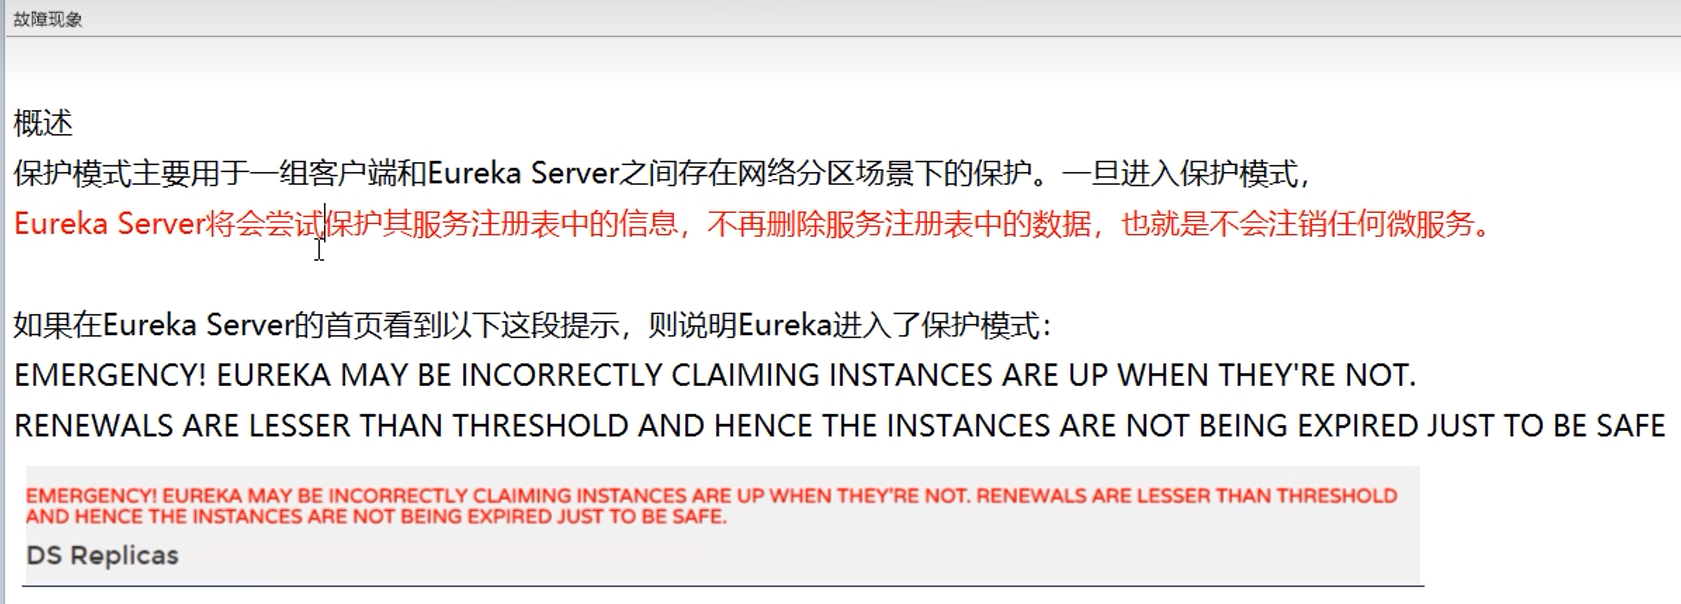 故障现象
概述
保护模式主要用于一组客户端和Eureka Server之间存在网络分区场景下的保护。一旦进入保护模式，
Eureka Server将会尝试保护其服务注册表中的信息，不再删除服务注册表中的数据，也就是不会注销任何微服务。
如果在Eureka Server的首页看到以下这段提示，则说明Eureka进入了保护模式：
EMERGENCY! EUREKA MAY BE INCORRECTLY CLAIMING INSTANCES ARE UP WHEN THEY'RE NOT.
RENEWALS ARE LESSER THAN THRESHOLD AND HENCE THE INSTANCES ARE NOT BEING EXPIRED JUST TO BE SAFE
EMERGENCY! EUREKA MAY BE INCORRECTLY CLAIMING INSTANCES ARE UP WHEN THEY'RE NOT. RENEWALS ARE LESSER THAN THRESHOLD
AND HENCE THE INSTANCES ARE NOT BEING EXPIRED JUST TO BE SAFE.
DS Replicas